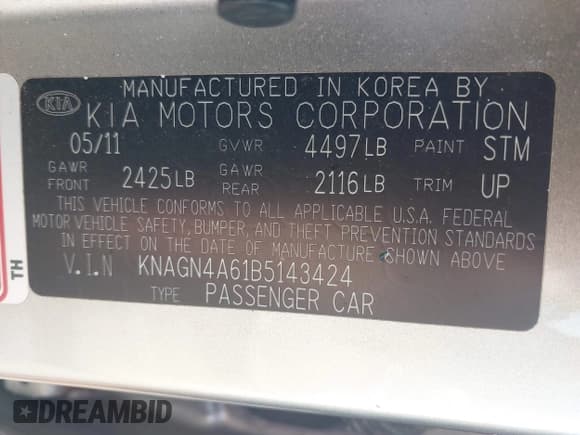 MANUFACTURED IN KOREA BY
KIA KIA MOTORS CORPORATION
05/11 GVWR 4497LB PAINT STM
GAWR FRONT 2425LB GAWR REAR 2116LB TRIM UP
THIS VEHICLE CONFORMS TO ALL APPLICABLE U.S.A. FEDERAL
MOTOR VEHICLE SAFETY, BUMPER, AND THEFT PREVENTION STANDARDS
IN EFFECT ON THE DATE OF MANUFACTURE SHOWN ABOVE
V.I.N KNAGN4A61B5143424
TYPE PASSENGER CAR
TH
DREAMBID